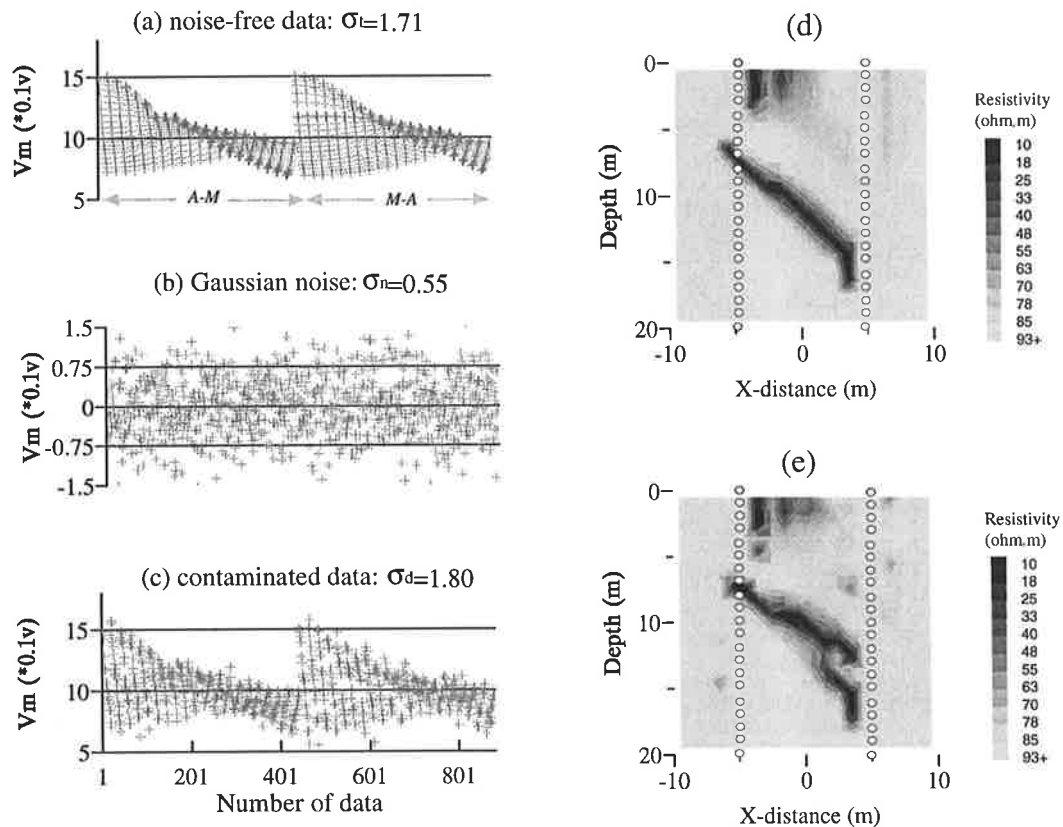 (a) noise-free data: σt=1.71
Vm (*0.1v)
15
10
5
A-M
M-A
(b) Gaussian noise: σn=0.55
Vm (*0.1v)
1.5
0.75
0
-0.75
-1.5
(c) contaminated data: σd=1.80
Vm (*0.1v)
15
10
5
1 201 401 601 801
Number of data
(d)
Depth (m)
0
10
20
-10 0 10
X-distance (m)
Resistivity
(ohm.m)
10
18
25
33
40
48
55
63
70
78
85
93+
(e)
Depth (m)
0
10
20
-10 0 10
X-distance (m)
Resistivity
(ohm.m)
10
18
25
33
40
48
55
63
70
78
85
93+